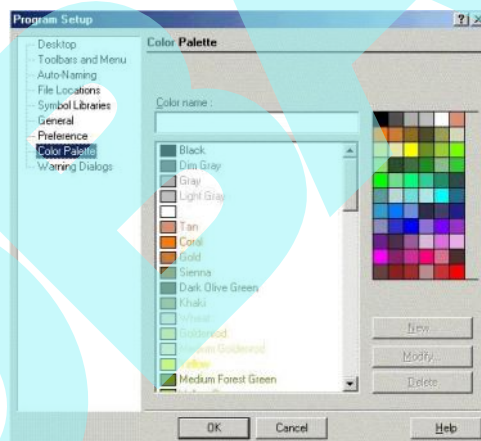 Program Setup
Desktop
Toolbars and Menu
Auto-Naming
File Locations
Symbol Libraries
General
Preference
Color Palette
Warning Dialogs
Color Palette
Color name :
Black
Dim Gray
Gray
Light Gray
Tan
Coral
Gold
Sienna
Dark Olive Green
Khaki
Wheat
Goldenrod
Medium Goldenrod
Yellow
Medium Forest Green
New...
Modify...
Delete
OK
Cancel
Help